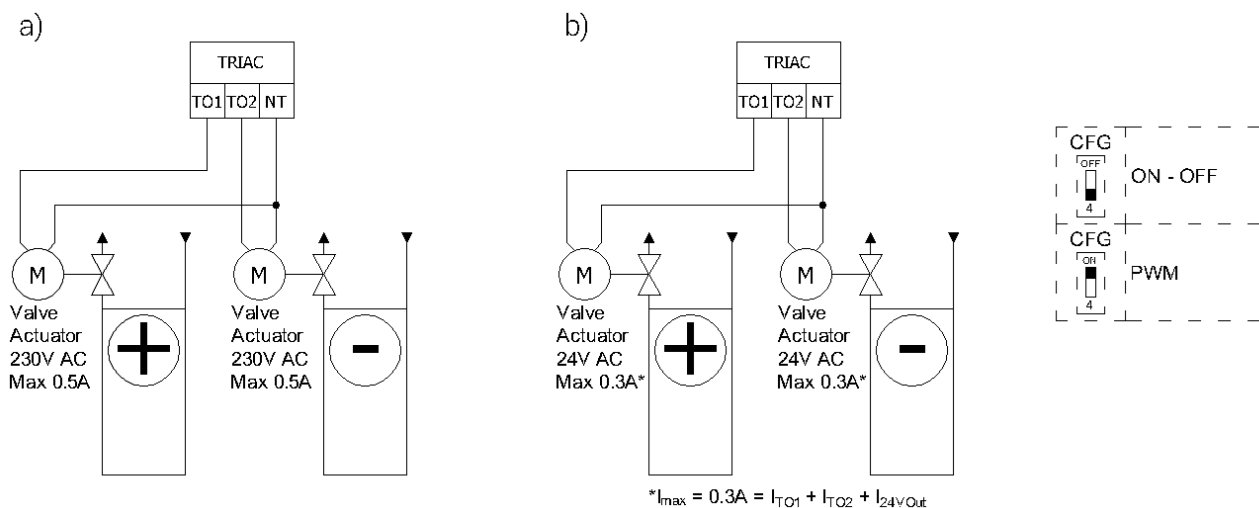 a)
TRIAC
TO1 TO2 NT
M
Valve
Actuator
230V AC
Max 0.5A
+
M
Valve
Actuator
230V AC
Max 0.5A
-
b)
TRIAC
TO1 TO2 NT
M
Valve
Actuator
24V AC
Max 0.3A*
+
M
Valve
Actuator
24V AC
Max 0.3A*
-
*Imax = 0.3A = ITO1 + ITO2 + I24VOut
CFG
OFF
4
ON - OFF
CFG
ON
4
PWM